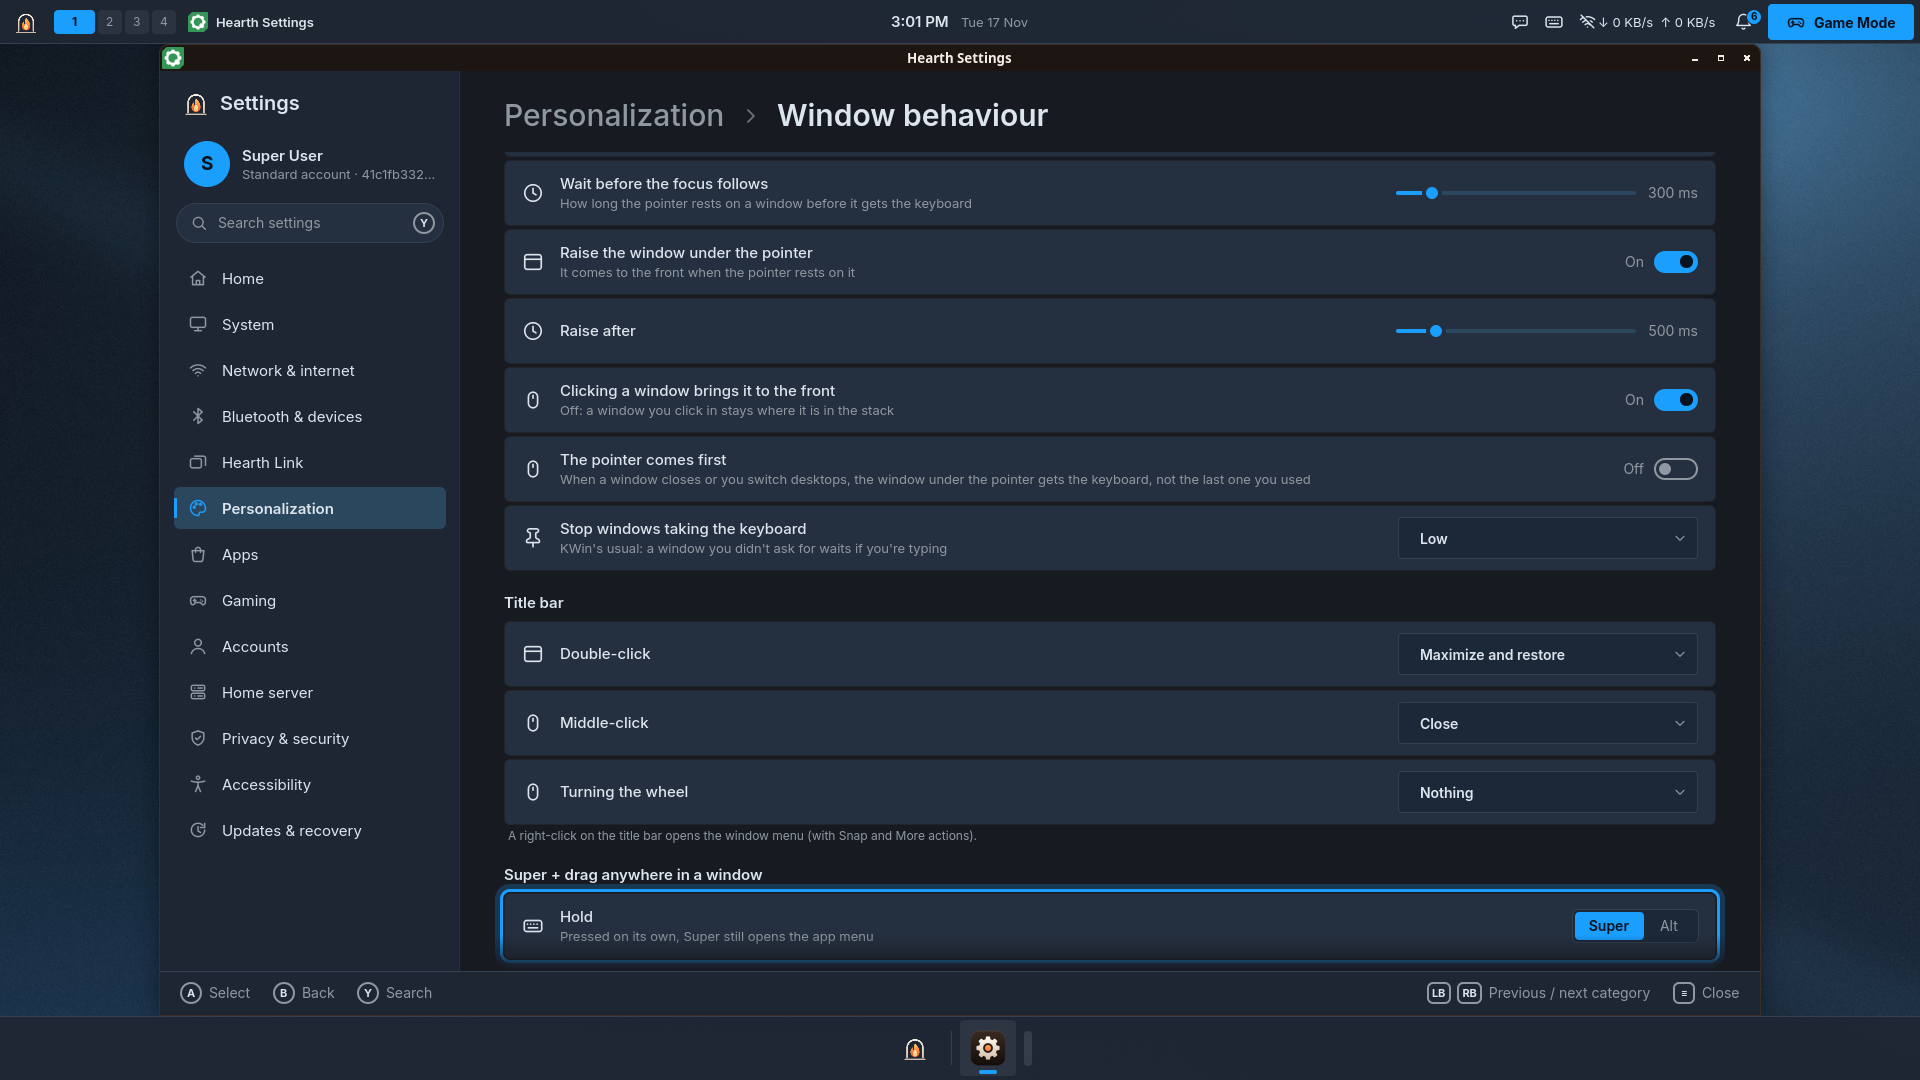 1 2 3 4 Hearth Settings
3:01 PM Tue 17 Nov
↓ 0 KB/s ↑ 0 KB/s 6 Game Mode
Hearth Settings
Settings
S
Super User
Standard account · 41c1fb332...
Search settings Y
Home
System
Network & internet
Bluetooth & devices
Hearth Link
Personalization
Apps
Gaming
Accounts
Home server
Privacy & security
Accessibility
Updates & recovery
Personalization > Window behaviour
Wait before the focus follows
How long the pointer rests on a window before it gets the keyboard
300 ms
Raise the window under the pointer
It comes to the front when the pointer rests on it
On
Raise after
500 ms
Clicking a window brings it to the front
Off: a window you click in stays where it is in the stack
On
The pointer comes first
When a window closes or you switch desktops, the window under the pointer gets the keyboard, not the last one you used
Off
Stop windows taking the keyboard
KWin's usual: a window you didn't ask for waits if you're typing
Low
Title bar
Double-click
Maximize and restore
Middle-click
Close
Turning the wheel
Nothing
A right-click on the title bar opens the window menu (with Snap and More actions).
Super + drag anywhere in a window
Hold
Pressed on its own, Super still opens the app menu
Super Alt
A Select B Back Y Search
LB RB Previous / next category ≡ Close